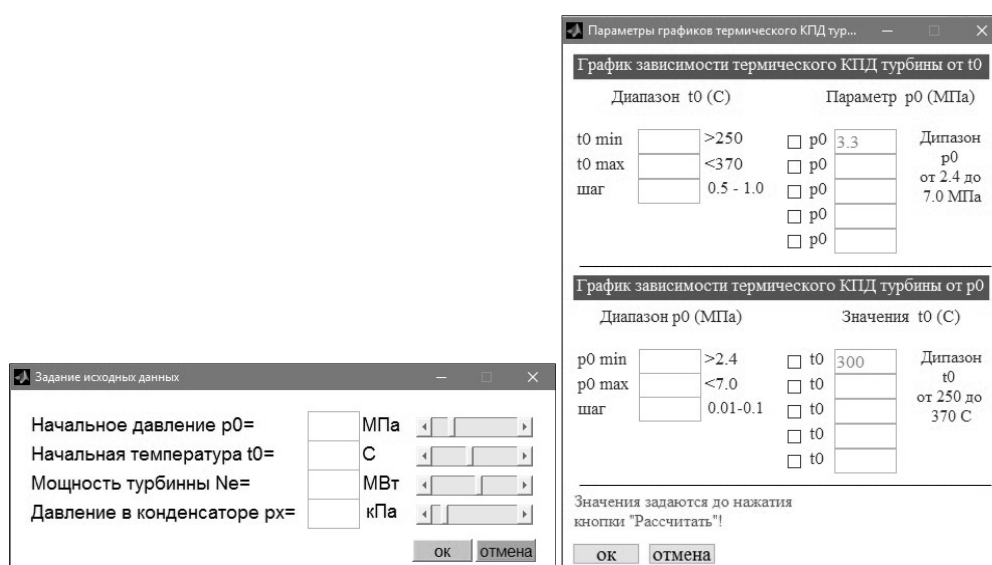 Параметры графиков термического КПД тур...
График зависимости термического КПД турбины от t0
Диапазон t0 (С) Параметр p0 (МПа)
t0 min >250 p0 3.3 Дипазон
p0
t0 max <370 p0 от 2.4 до
шаг 0.5 - 1.0 p0 7.0 МПа
p0
p0
График зависимости термического КПД турбины от p0
Диапазон p0 (МПа) Значения t0 (С)
p0 min >2.4 t0 300 Дипазон
t0
p0 max <7.0 t0 от 250 до
шаг 0.01-0.1 t0 370 С
t0
t0
Значения задаются до нажатия
кнопки "Рассчитать"!
ок отмена
Задание исходных данных
Начальное давление p0= МПа
Начальная температура t0= С
Мощность турбинны Ne= МВт
Давление в конденсаторе pх= кПа
ок отмена